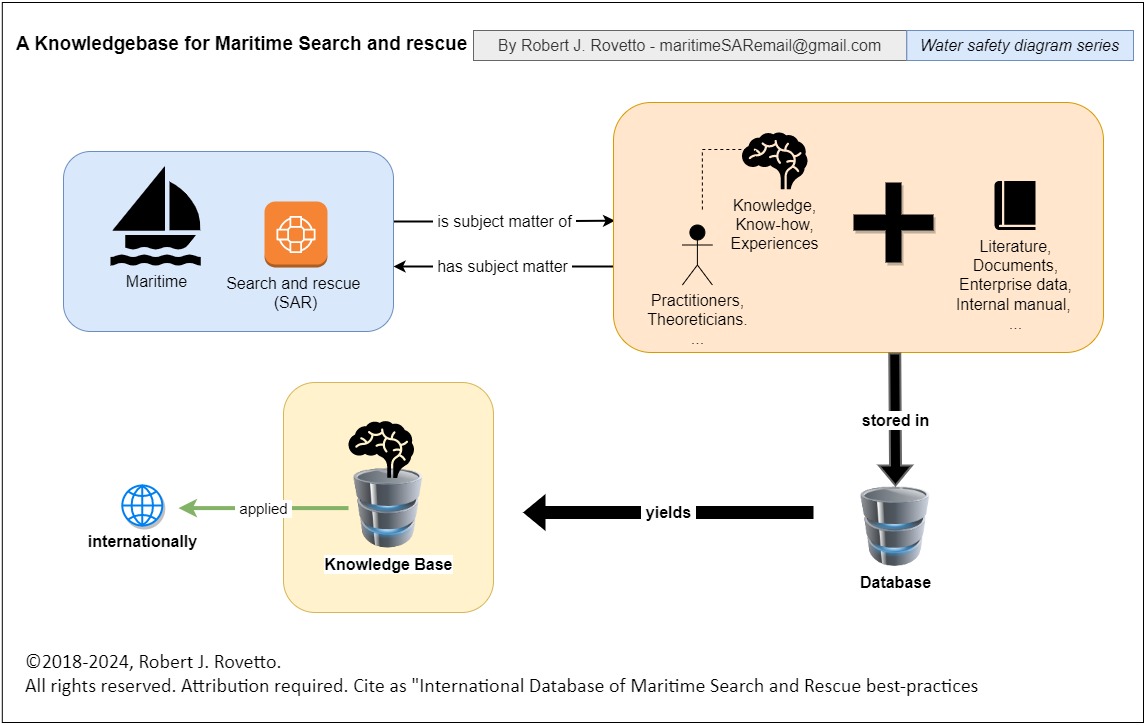 A Knowledgebase for Maritime Search and rescue
By Robert J. Rovetto - maritimeSARemail@gmail.com
Water safety diagram series
Maritime
Search and rescue
(SAR)
is subject matter of
has subject matter
Knowledge,
Know-how,
Experiences
Practitioners,
Theoreticians.
...
Literature,
Documents,
Enterprise data,
Internal manual,
...
stored in
Database
yields
Knowledge Base
applied
internationally
©2018-2024, Robert J. Rovetto.
All rights reserved. Attribution required. Cite as "International Database of Maritime Search and Rescue best-practices